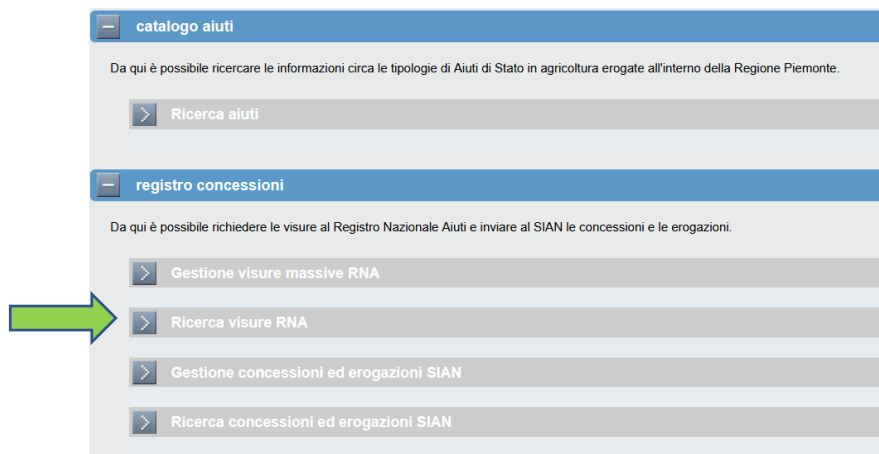 catalogo aiuti
Da qui è possibile ricercare le informazioni circa le tipologie di Aiuti di Stato in agricoltura erogate all'interno della Regione Piemonte.
Ricerca aiuti
registro concessioni
Da qui è possibile richiedere le visure al Registro Nazionale Aiuti e inviare al SIAN le concessioni e le erogazioni.
Gestione visure massive RNA
Ricerca visure RNA
Gestione concessioni ed erogazioni SIAN
Ricerca concessioni ed erogazioni SIAN